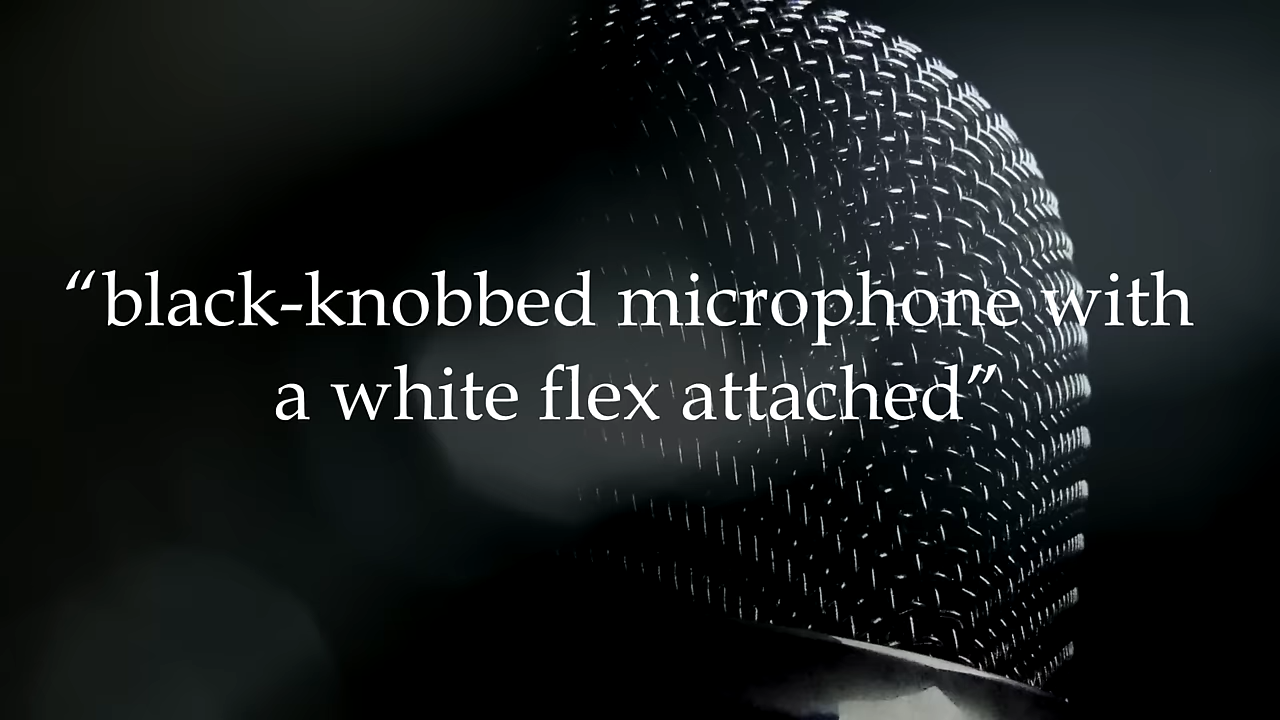 “black-knobbed microphone with
a white flex attached”